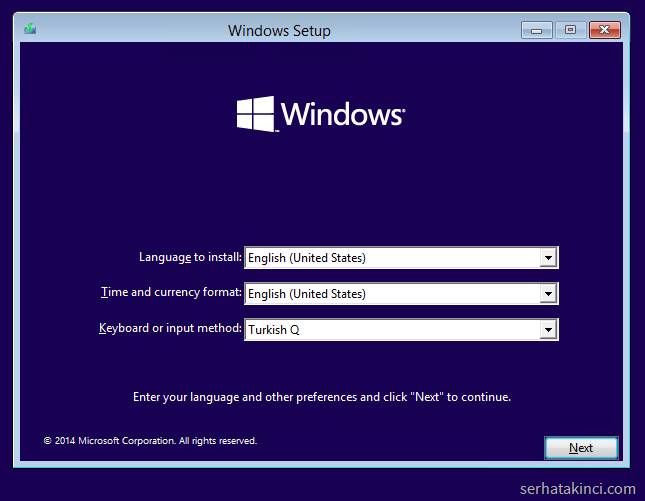 Windows Setup
Windows
Language to install: English (United States)
Time and currency format: English (United States)
Keyboard or input method: Turkish Q
Enter your language and other preferences and click "Next" to continue.
© 2014 Microsoft Corporation. All rights reserved.
Next
serhatakinci.com